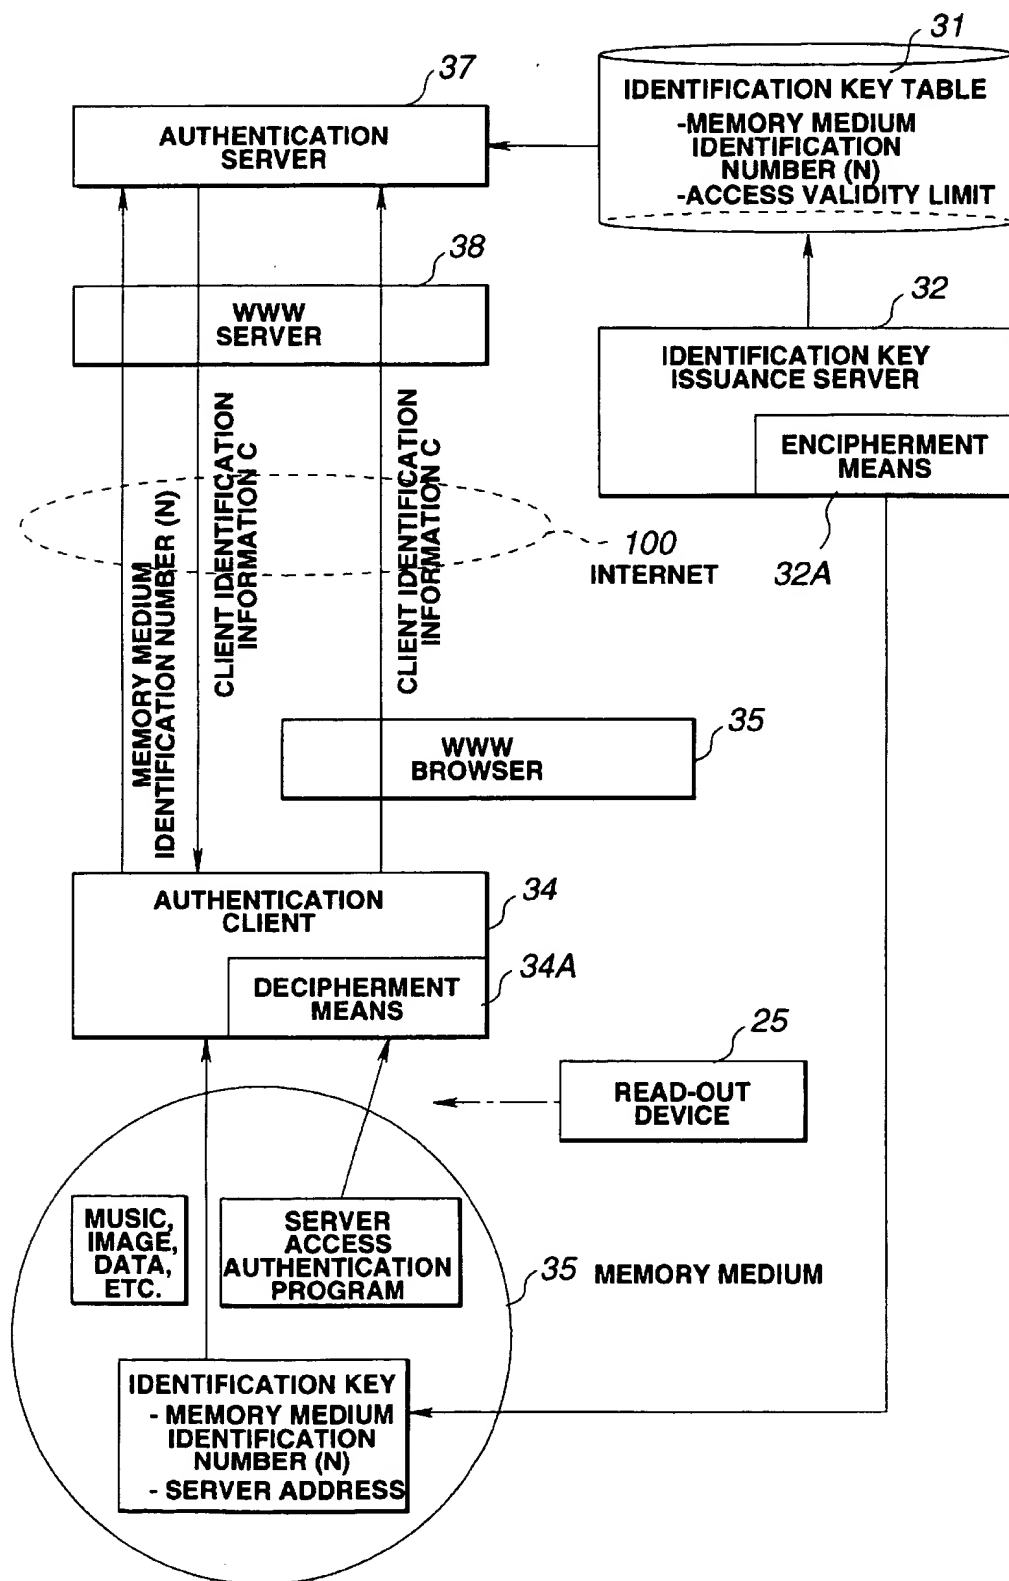 31
37
IDENTIFICATION KEY TABLE
-MEMORY MEDIUM
IDENTIFICATION
NUMBER (N)
-ACCESS VALIDITY LIMIT
AUTHENTICATION
SERVER
38
WWW
SERVER
32
IDENTIFICATION KEY
ISSUANCE SERVER
ENCIPHERMENT
MEANS
32A
MEMORY MEDIUM
IDENTIFICATION NUMBER (N)
CLIENT IDENTIFICATION
INFORMATION C
CLIENT IDENTIFICATION
INFORMATION C
100
INTERNET
35
WWW
BROWSER
AUTHENTICATION
CLIENT
34
DECIPHERMENT
MEANS
34A
25
READ-OUT
DEVICE
MUSIC,
IMAGE,
DATA,
ETC.
SERVER
ACCESS
AUTHENTICATION
PROGRAM
35 MEMORY MEDIUM
IDENTIFICATION KEY
- MEMORY MEDIUM
IDENTIFICATION
NUMBER (N)
- SERVER ADDRESS